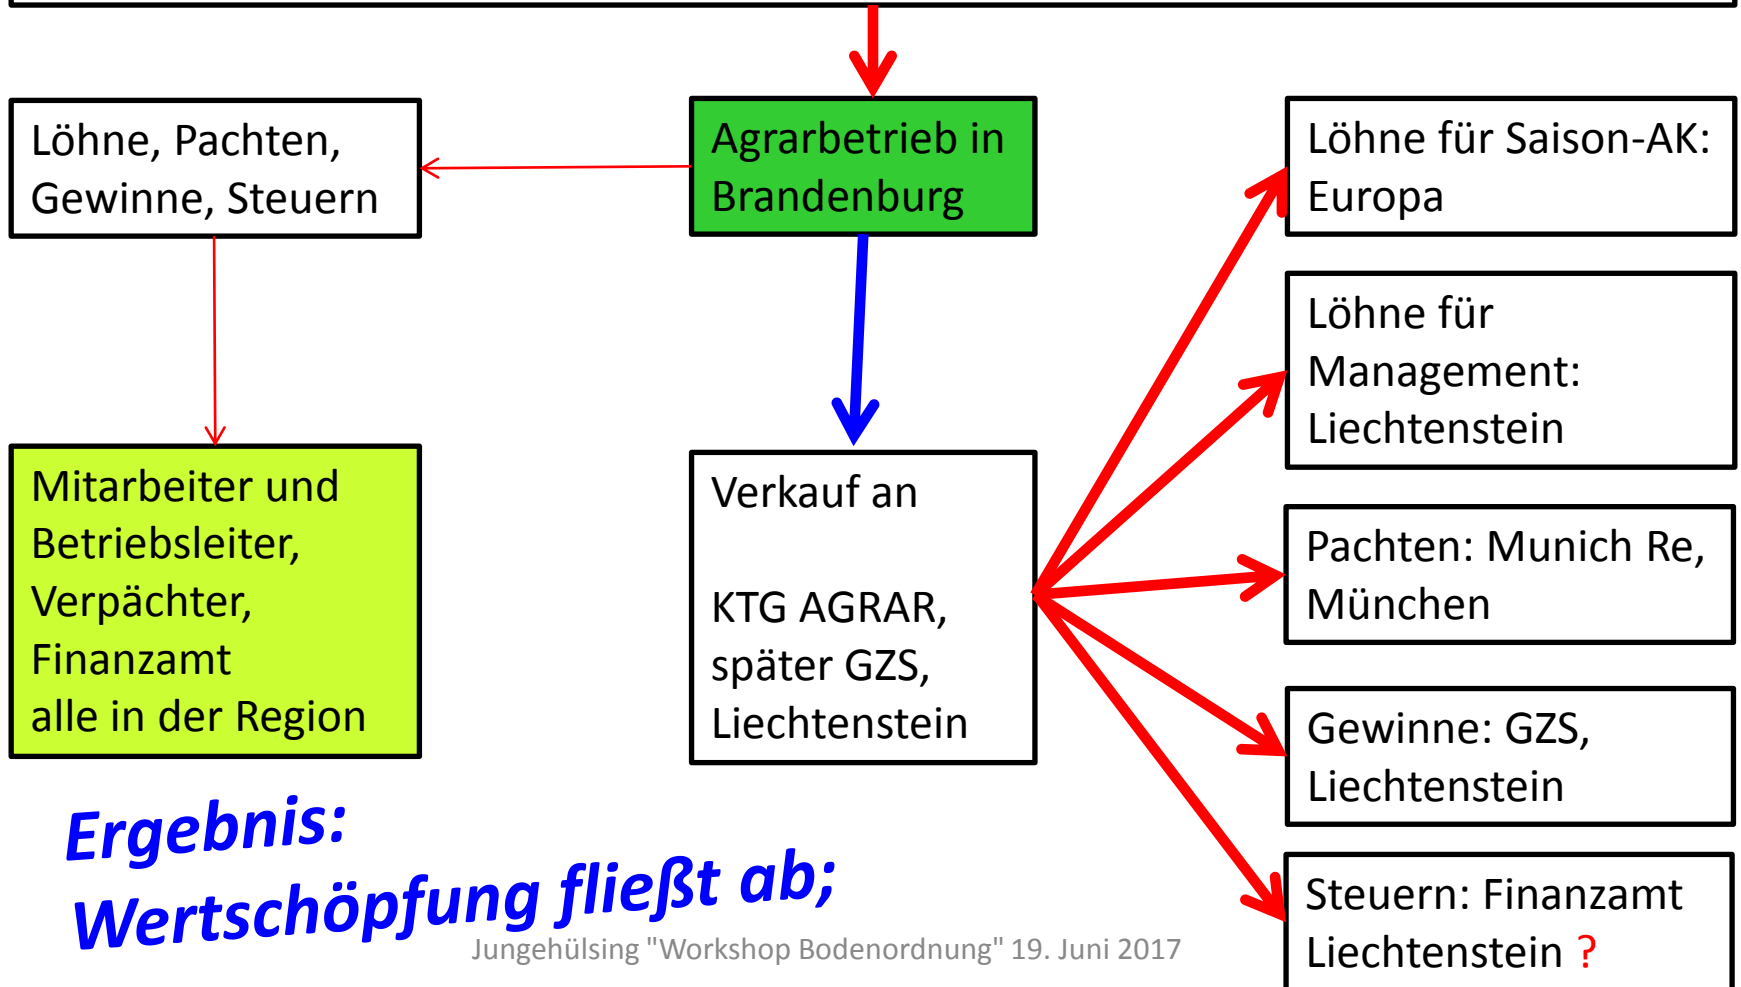 Löhne, Pachten,
Gewinne, Steuern
Agrarbetrieb in
Brandenburg
Löhne für Saison-AK:
Europa
Löhne für
Management:
Liechtenstein
Mitarbeiter und
Betriebsleiter,
Verpächter,
Finanzamt
alle in der Region
Verkauf an
KTG AGRAR,
später GZS,
Liechtenstein
Pachten: Munich Re,
München
Gewinne: GZS,
Liechtenstein
Steuern: Finanzamt
Liechtenstein ?
Ergebnis:
Wertschöpfung fließt ab;
Jungehülsing "Workshop Bodenordnung" 19. Juni 2017